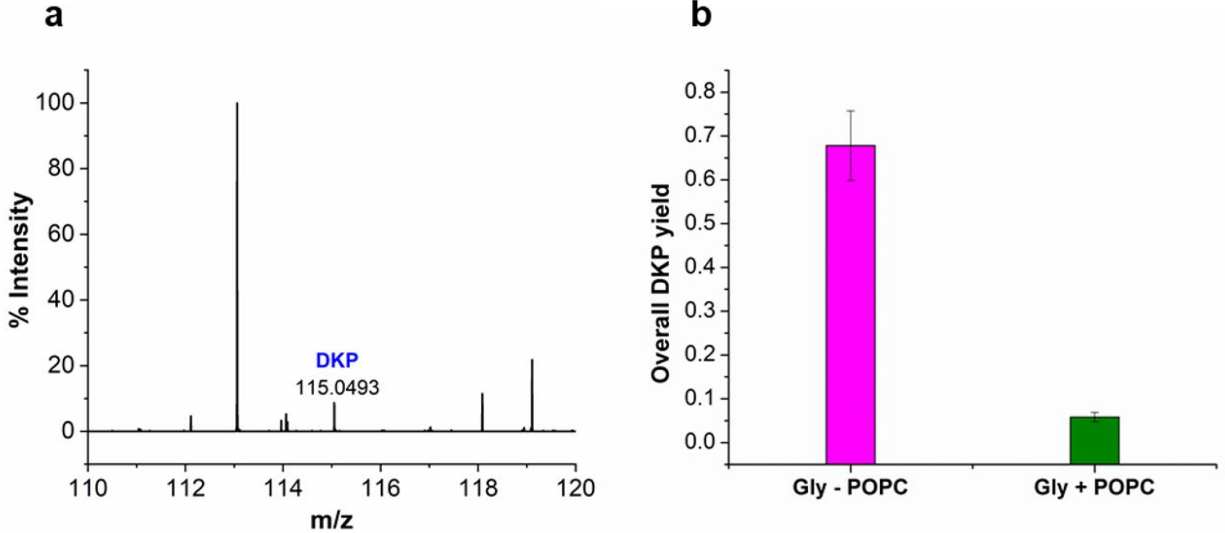 a
100
80
60
40
20
0
% Intensity
DKP
115.0493
110 112 114 116 118 120
m/z
b
0.8
0.7
0.6
0.5
0.4
0.3
0.2
0.1
0.0
Overall DKP yield
Gly - POPC Gly + POPC